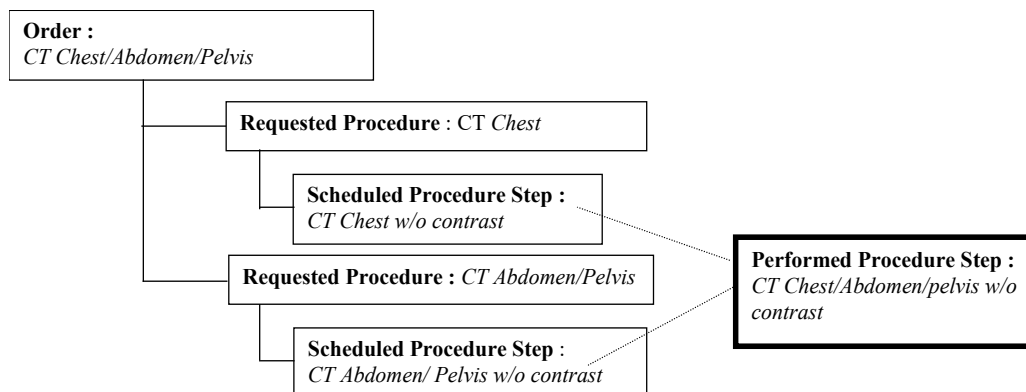 Order :
CT Chest/Abdomen/Pelvis
Requested Procedure : CT Chest
Scheduled Procedure Step :
CT Chest w/o contrast
Requested Procedure : CT Abdomen/Pelvis
Scheduled Procedure Step :
CT Abdomen/ Pelvis w/o contrast
Performed Procedure Step :
CT Chest/Abdomen/pelvis w/o
contrast